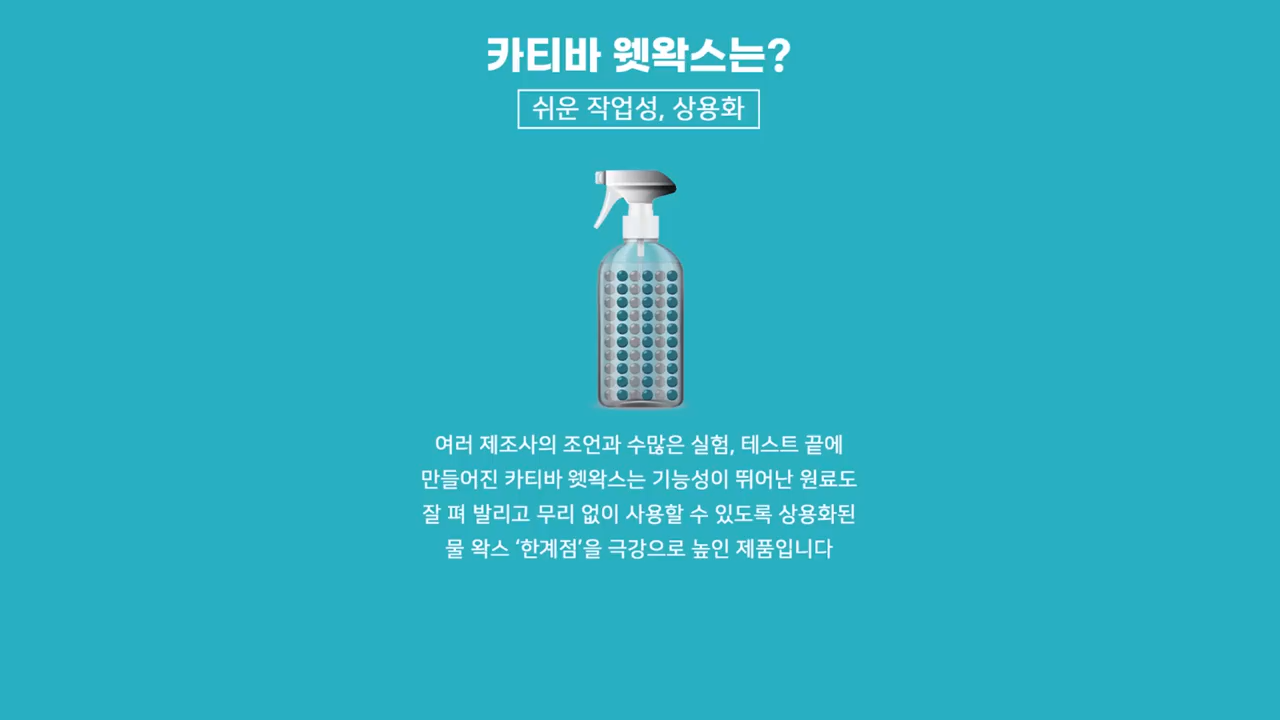 카티바 웻왁스는?
쉬운 작업성, 상용화
여러 제조사의 조언과 수많은 실험, 테스트 끝에
만들어진 카티바 웻왁스는 기능성이 뛰어난 원료도
잘 펴 발리고 무리 없이 사용할 수 있도록 상용화된
물 왁스 ‘한계점’을 극강으로 높인 제품입니다